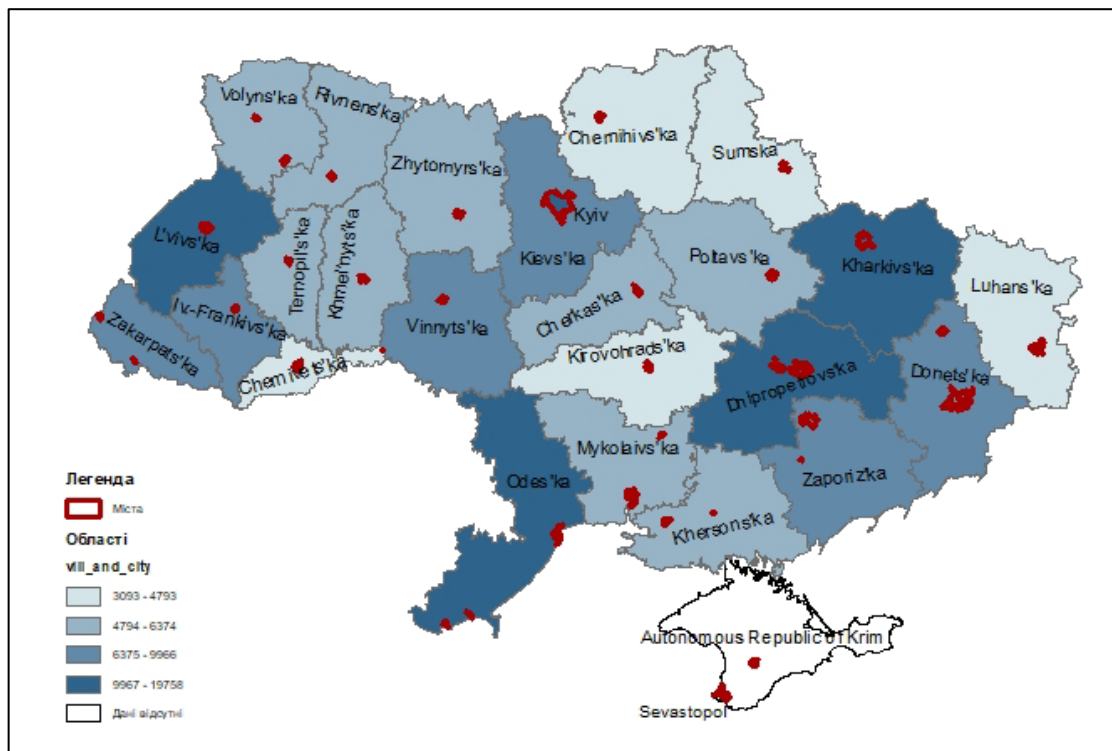 Volyns'ka
Rivnens'ka
Chernihivs'ka
Sumska
Zhytomyrs'ka
Kyiv
L'vivs'ka
Ternopil's'ka
Khmel'nyts'ka
Kievs'ka
Poltavs'ka
Kharkivs'ka
Luhans'ka
Iv.-Frankivs'ka
Zakarpats'ka
Vinnyts'ka
Cherkas'ka
Kirovohrads'ka
Chernivets'ka
Dnipropetrovs'ka
Donets'ka
Mykolaivs'ka
Zaporiz'ka
Odes'ka
Khersons'ka
Autonomous Republic of Krim
Sevastopol
Легенда
Міста
Області
vill_and_city
3093 - 4793
4794 - 6374
6375 - 9966
9967 - 19758
Дані відсутні